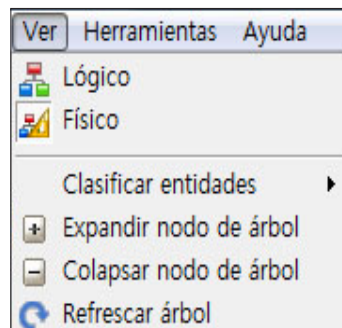 Ver Herramientas Ayuda
Lógico
Físico
Clasificar entidades
Expandir nodo de árbol
Colapsar nodo de árbol
Refrescar árbol